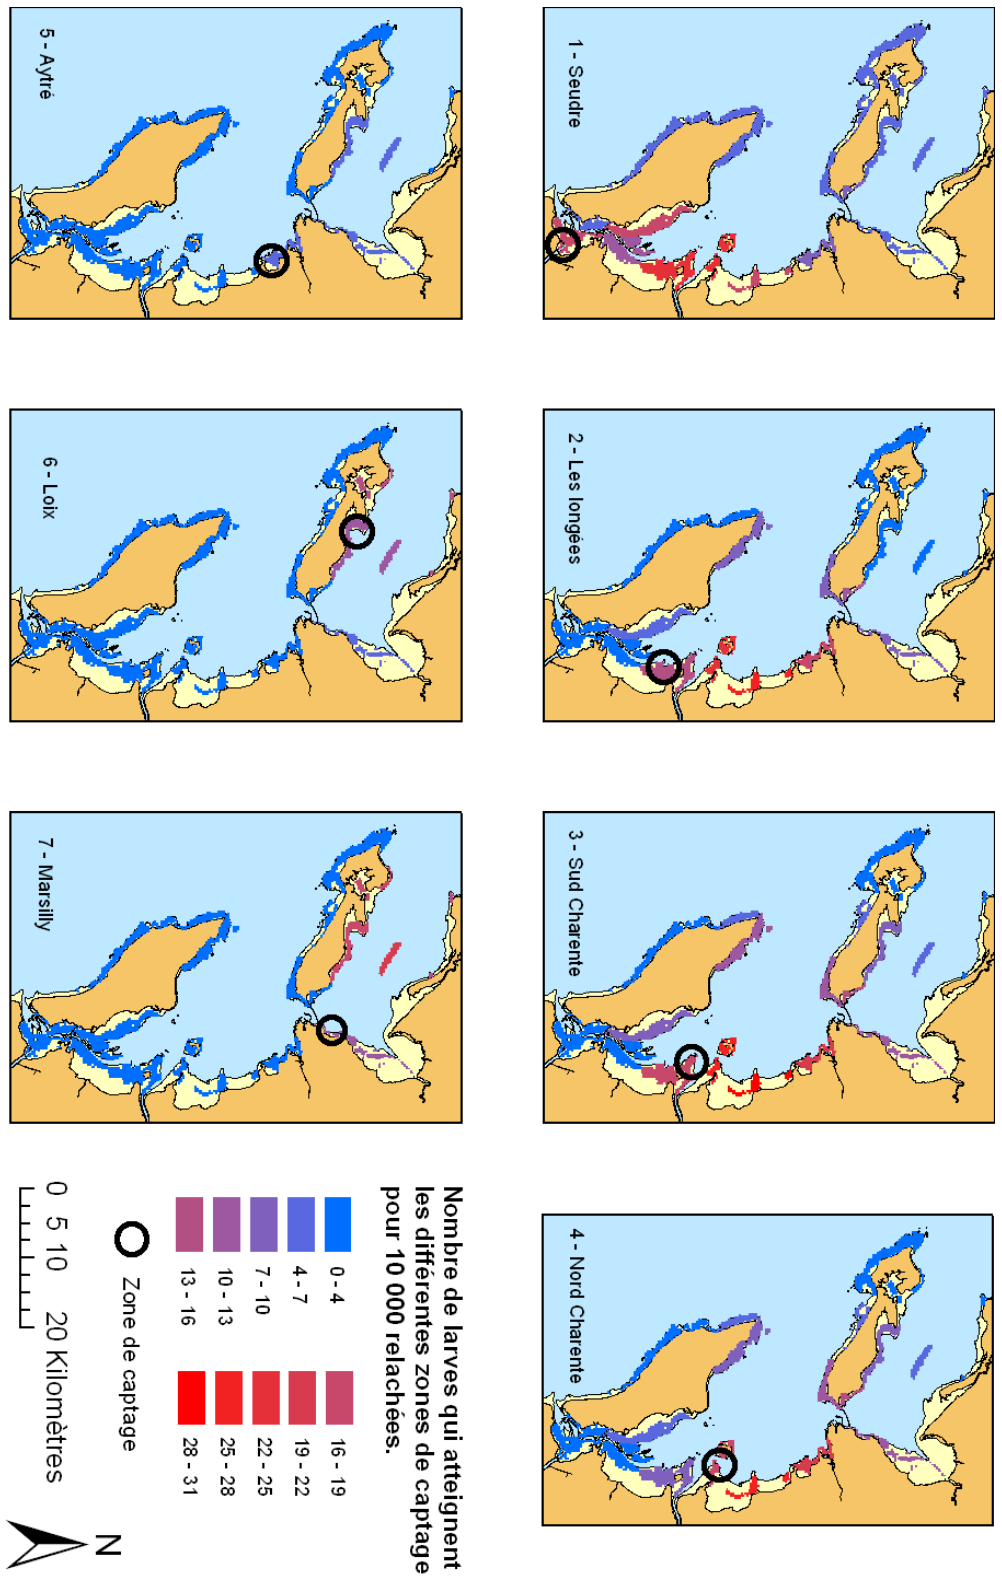 1 - Seudre
2 - Les longées
3 - Sud Charente
4 - Nord Charente
5 - Aytré
6 - Loix
7 - Marsilly
Nombre de larves qui atteignent
les différentes zones de captage
pour 10 000 relachées.
0 - 4
4 - 7
7 - 10
10 - 13
13 - 16
16 - 19
19 - 22
22 - 25
25 - 28
28 - 31
Zone de captage
0 5 10 20 Kilomètres
N